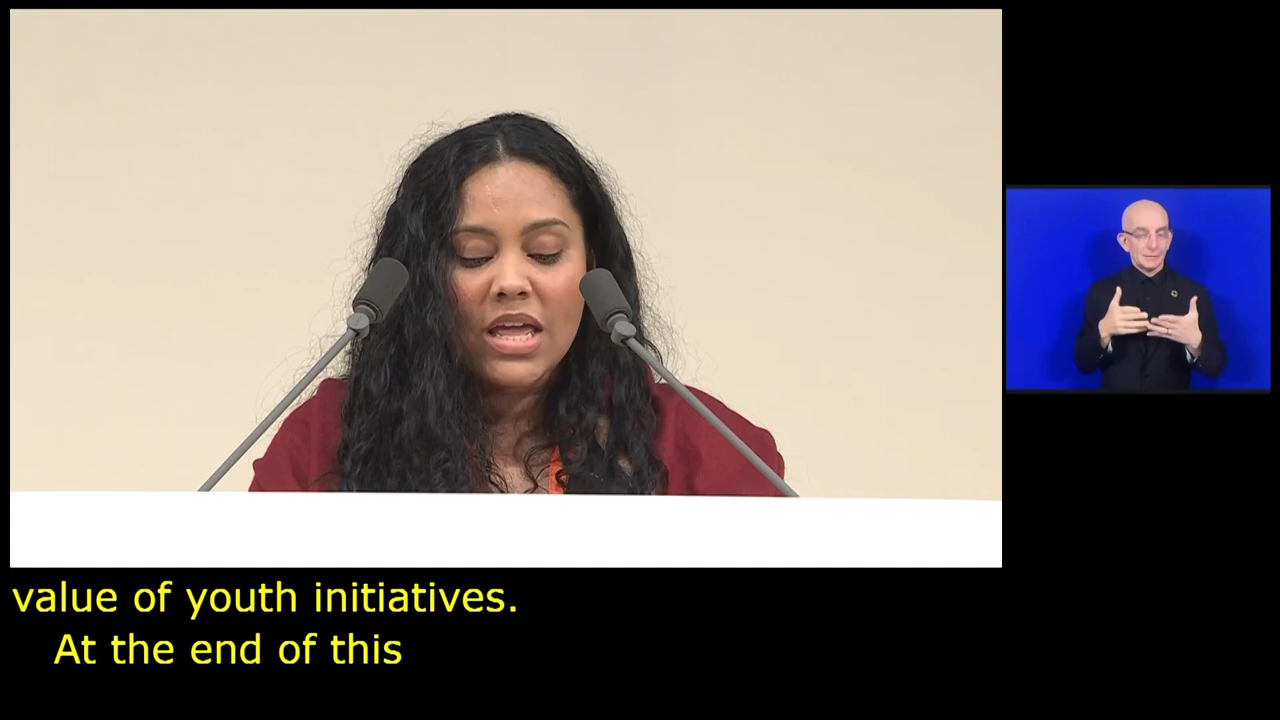 value of youth initiatives.
At the end of this